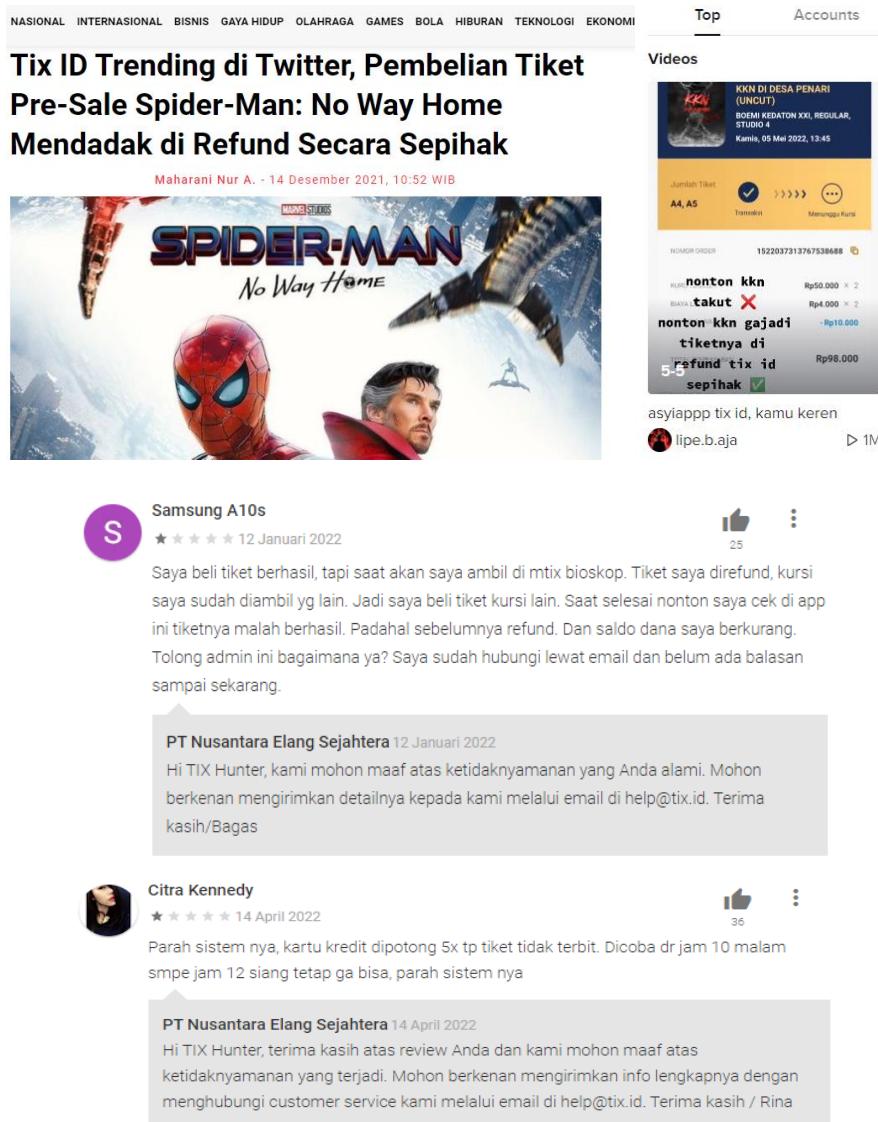 NASIONAL INTERNASIONAL BISNIS GAYA HIDUP OLAHRAGA GAMES BOLA HIBURAN TEKNOLOGI EKONOMI
Tix ID Trending di Twitter, Pembelian Tiket
Pre-Sale Spider-Man: No Way Home
Mendadak di Refund Secara Sepihak
Maharani Nur A. - 14 Desember 2021, 10:52 WIB
MARVEL STUDIOS
SPIDER-MAN
No Way Home
Top Accounts
Videos
KKN
KKN DI DESA PENARI
(UNCUT)
BOEMI KEDATON XXI, REGULAR,
STUDIO 4
Kamis, 05 Mei 2022, 13:45
Jumlah Tiket
A4, A5
Transaksi
Menunggu Kursi
NOMOR ORDER 1522037313767538688
Rp50.000 × 2
Rp4.000 × 2
-Rp10.000
Rp98.000
nonton kkn
takut ❌
nonton kkn gajadi
tiketnya di
refund tix id
sepihak ✅
5-5
asyiappp tix id, kamu keren
lipe.b.aja
1M
S
Samsung A10s
12 Januari 2022
25
Saya beli tiket berhasil, tapi saat akan saya ambil di mtix bioskop. Tiket saya direfund, kursi
saya sudah diambil yg lain. Jadi saya beli tiket kursi lain. Saat selesai nonton saya cek di app
ini tiketnya malah berhasil. Padahal sebelumnya refund. Dan saldo dana saya berkurang.
Tolong admin ini bagaimana ya? Saya sudah hubungi lewat email dan belum ada balasan
sampai sekarang.
PT Nusantara Elang Sejahtera 12 Januari 2022
Hi TIX Hunter, kami mohon maaf atas ketidaknyamanan yang Anda alami. Mohon
berkenan mengirimkan detailnya kepada kami melalui email di help@tix.id. Terima
kasih/Bagas
Citra Kennedy
14 April 2022
36
Parah sistem nya, kartu kredit dipotong 5x tp tiket tidak terbit. Dicoba dr jam 10 malam
smpe jam 12 siang tetap ga bisa, parah sistem nya
PT Nusantara Elang Sejahtera 14 April 2022
Hi TIX Hunter, terima kasih atas review Anda dan kami mohon maaf atas
ketidaknyamanan yang terjadi. Mohon berkenan mengirimkan info lengkapnya dengan
menghubungi customer service kami melalui email di help@tix.id. Terima kasih / Rina